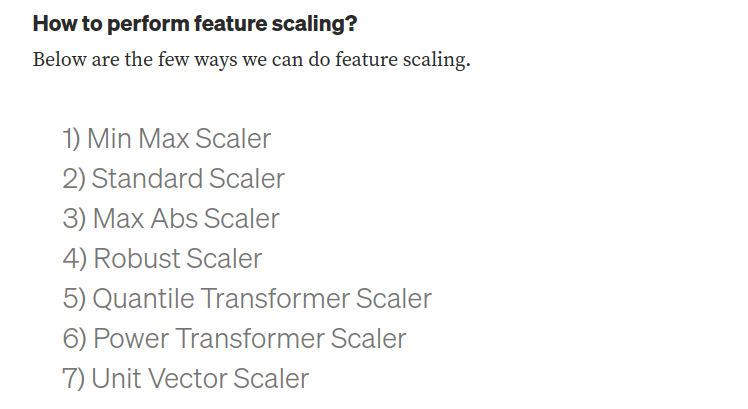 How to perform feature scaling?
Below are the few ways we can do feature scaling.
1) Min Max Scaler
2) Standard Scaler
3) Max Abs Scaler
4) Robust Scaler
5) Quantile Transformer Scaler
6) Power Transformer Scaler
7) Unit Vector Scaler